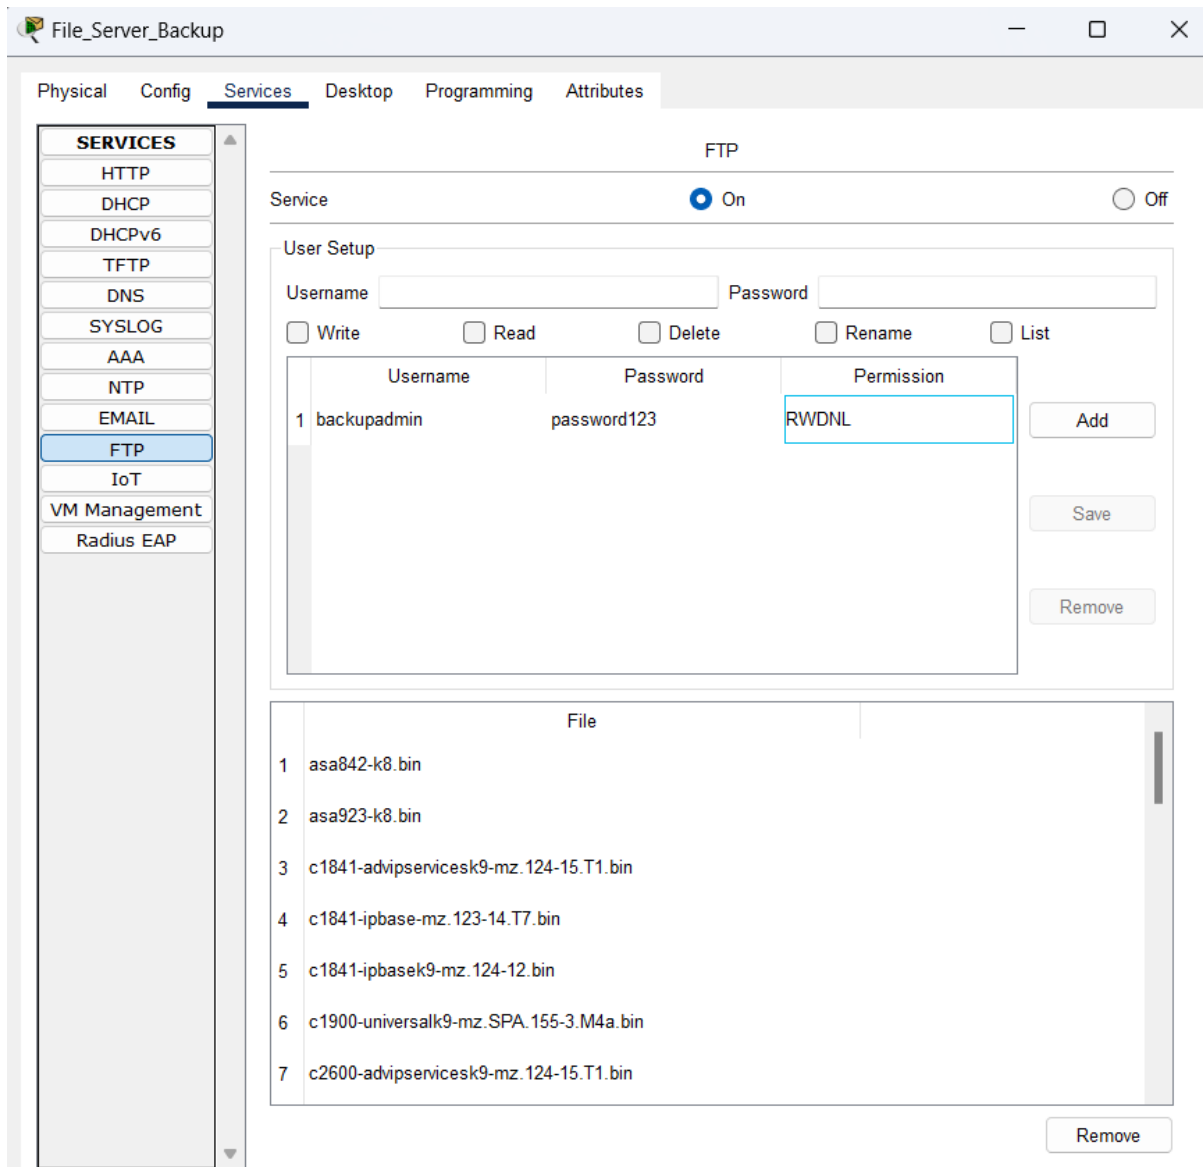 File_Server_Backup
Physical Config Services Desktop Programming Attributes
SERVICES
HTTP
DHCP
DHCPv6
TFTP
DNS
SYSLOG
AAA
NTP
EMAIL
FTP
IoT
VM Management
Radius EAP
FTP
Service On Off
User Setup
Username Password
Write Read Delete Rename List
Username Password Permission
1 backupadmin password123 RWDNL
Add
Save
Remove
File
1 asa842-k8.bin
2 asa923-k8.bin
3 c1841-advipservicesk9-mz.124-15.T1.bin
4 c1841-ipbase-mz.123-14.T7.bin
5 c1841-ipbasek9-mz.124-12.bin
6 c1900-universalk9-mz.SPA.155-3.M4a.bin
7 c2600-advipservicesk9-mz.124-15.T1.bin
Remove